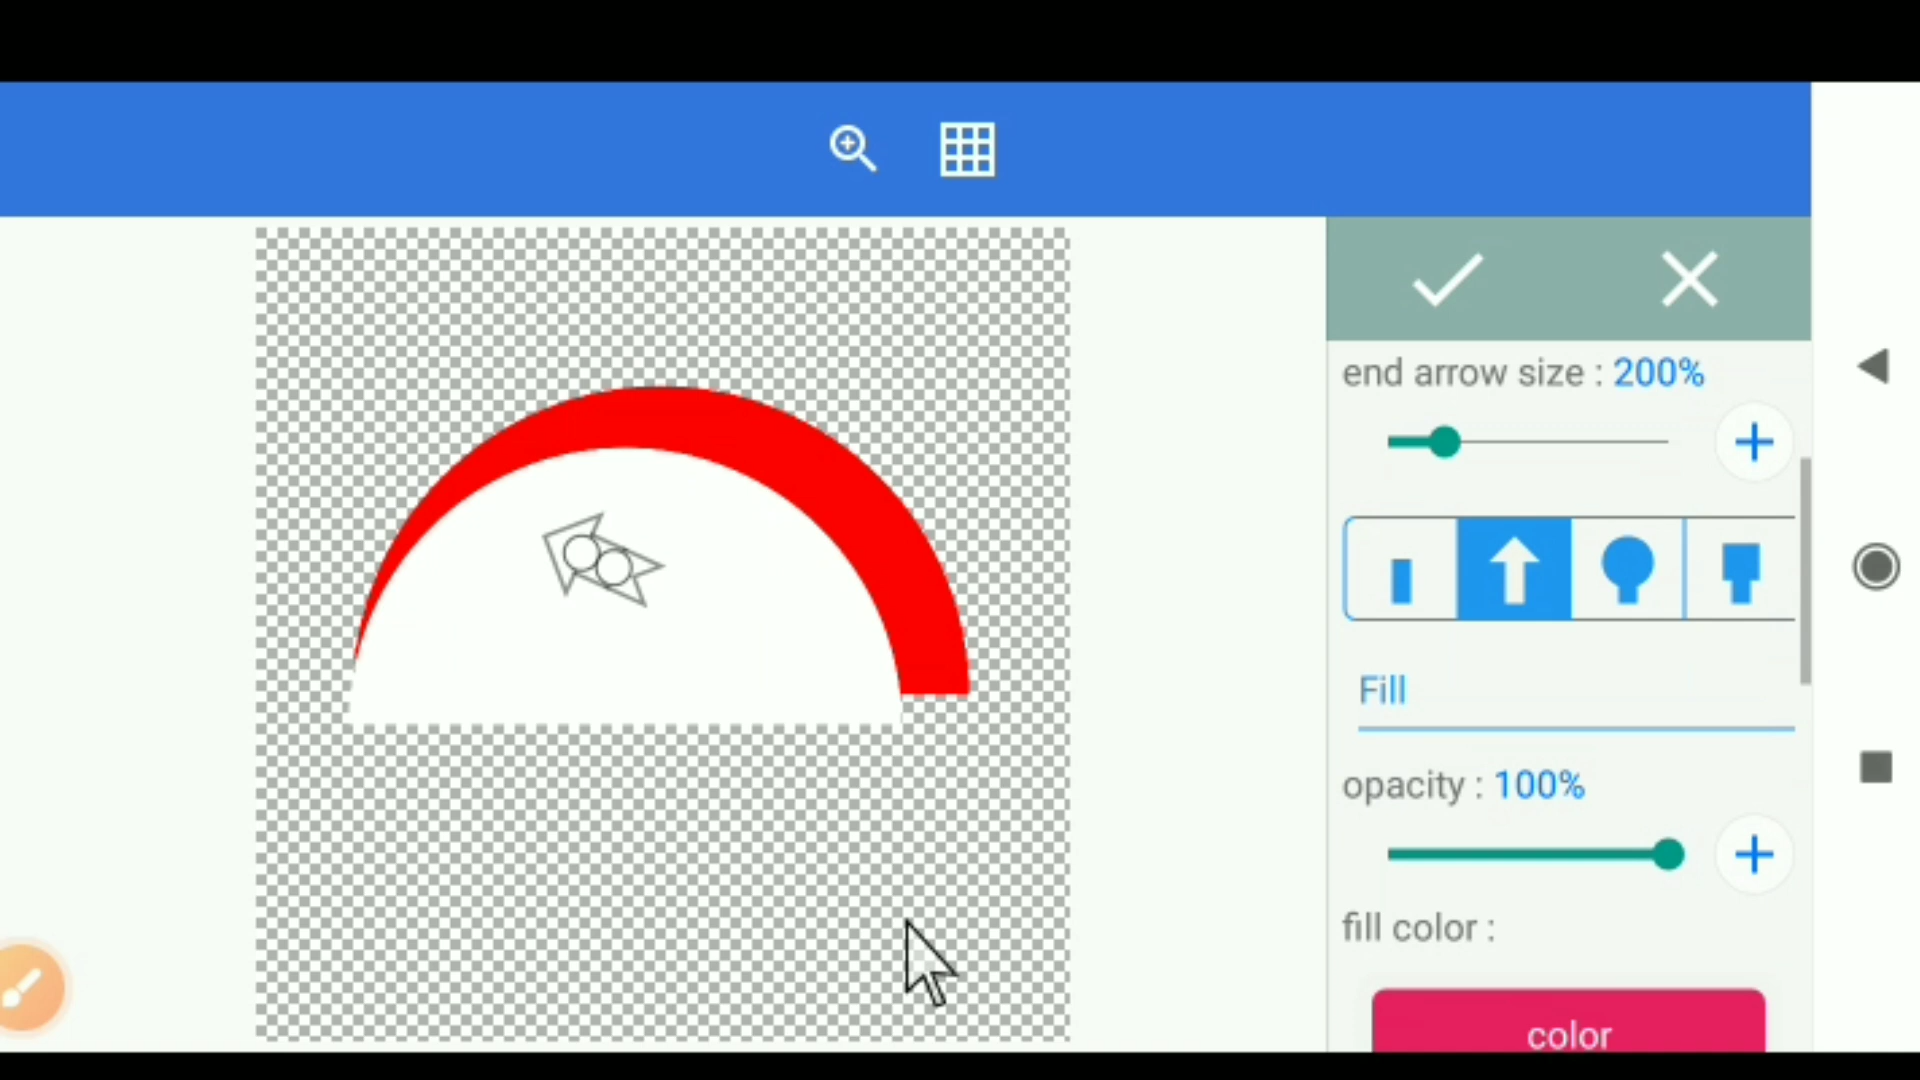 end arrow size : 200%
Fill
opacity : 100%
fill color :
color